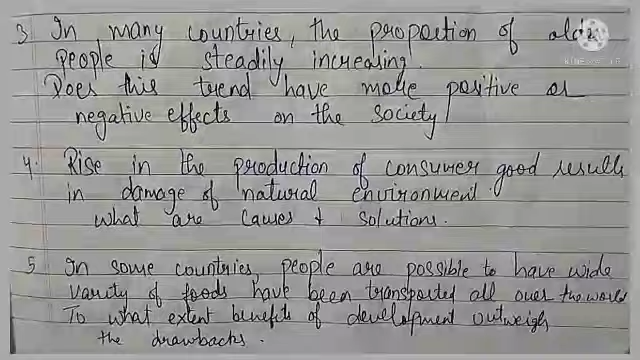 3 In many countries, the proportion of older
people is steadily increasing.
Does this trend have more positive or
negative effects on the society
4. Rise in the production of consumer good results
in damage of natural environment.
what are causes & solutions.
5 In some countries, people are possible to have wide
varity of foods have been transported all over the world
To what extent benefits of development outweigh
the drawbacks.